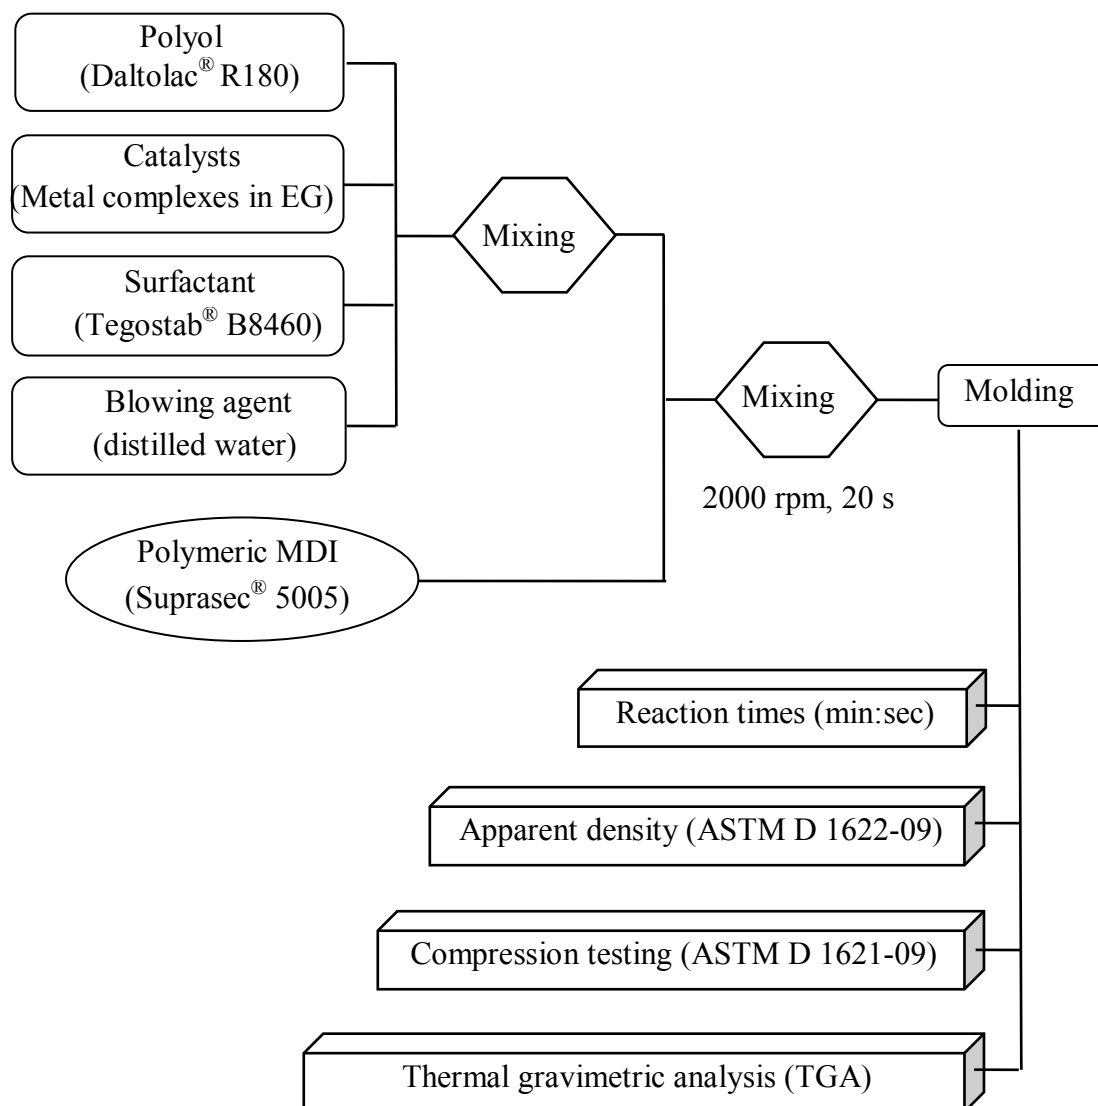 Polyol
(Daltolac® R180)
Catalysts
(Metal complexes in EG)
Surfactant
(Tegostab® B8460)
Blowing agent
(distilled water)
Mixing
Polymeric MDI
(Suprasec® 5005)
Mixing
2000 rpm, 20 s
Molding
Reaction times (min:sec)
Apparent density (ASTM D 1622-09)
Compression testing (ASTM D 1621-09)
Thermal gravimetric analysis (TGA)